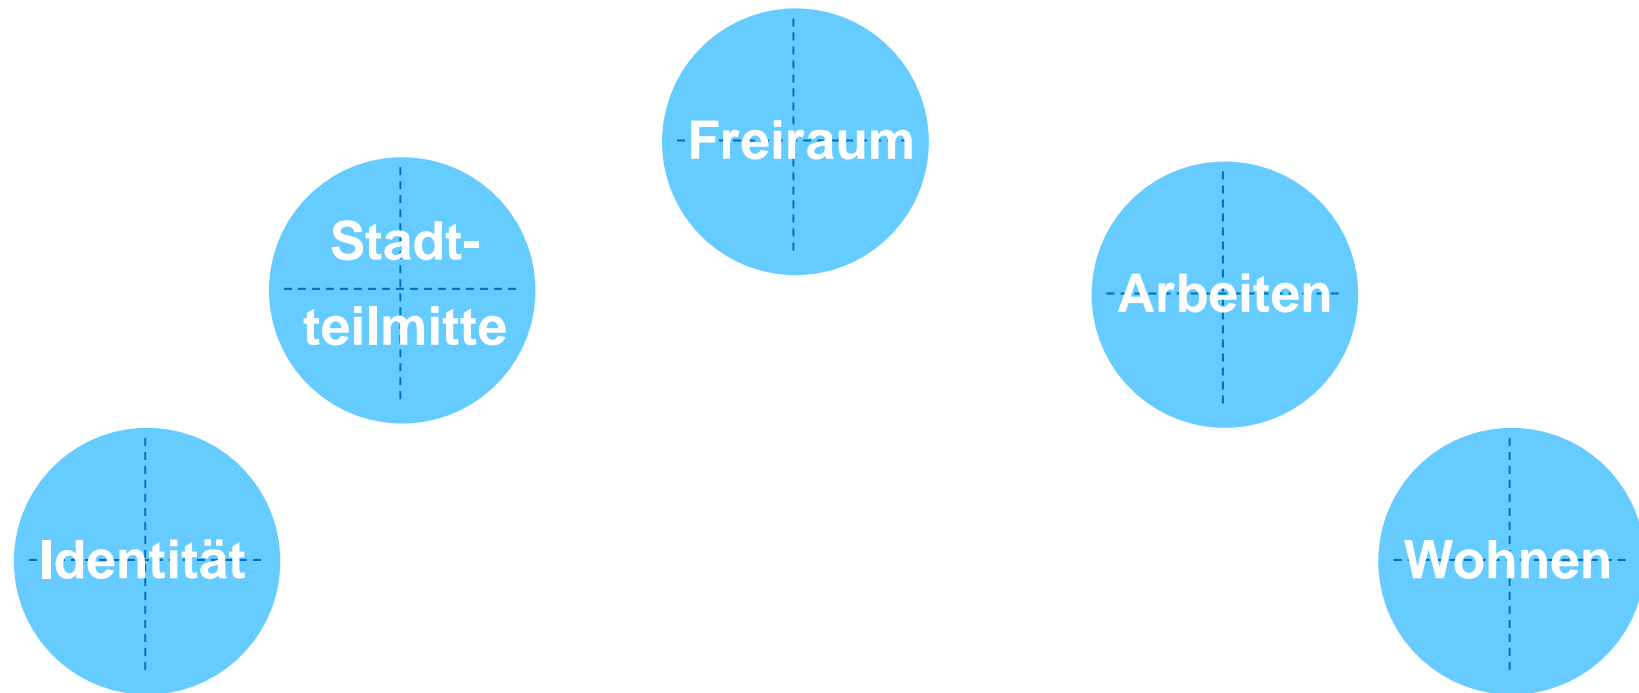 Identität
Stadt-
teilmitte
Freiraum
Arbeiten
Wohnen